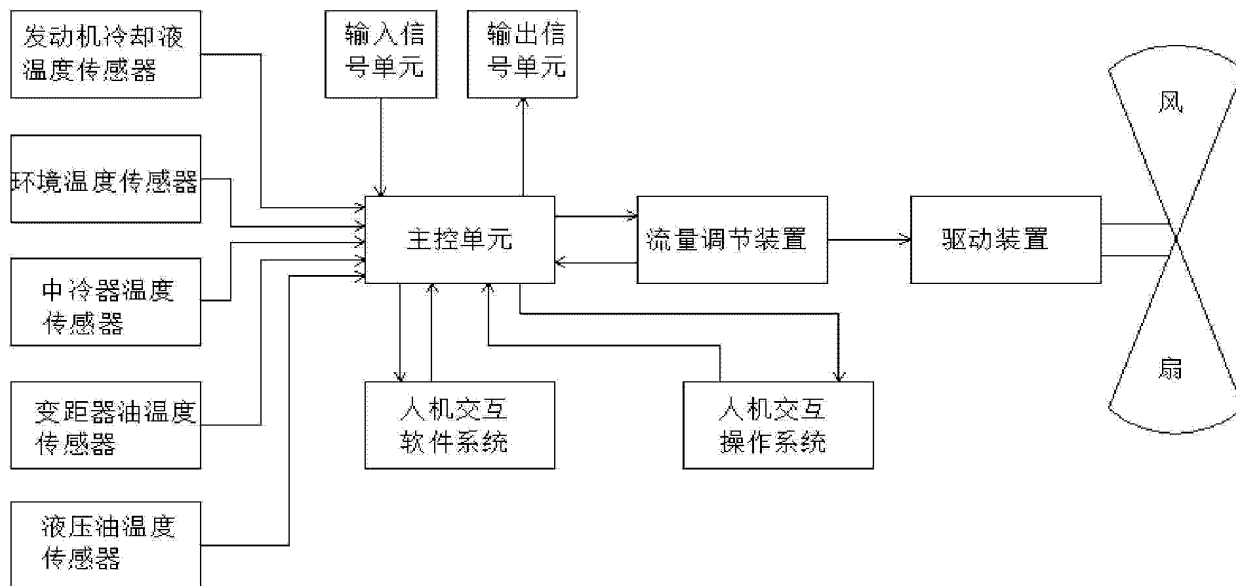 发动机冷却液
温度传感器
环境温度传感器
中冷器温度
传感器
变距器油温度
传感器
液压油温度
传感器
输入信
号单元
输出信
号单元
主控单元
流量调节装置
驱动装置
人机交互
软件系统
人机交互
操作系统
风
扇